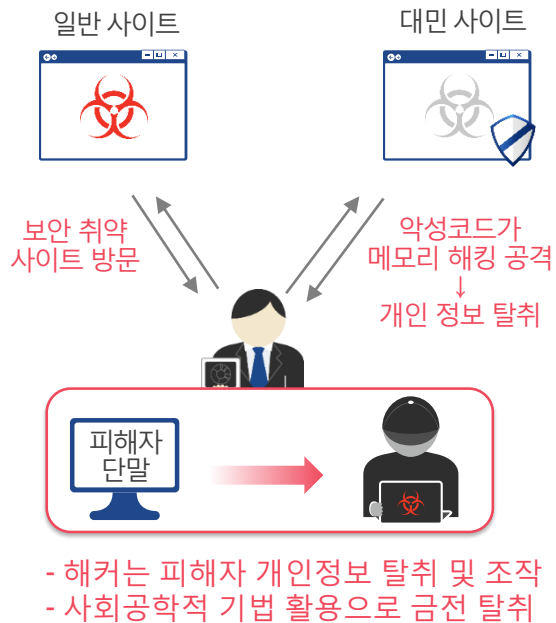 일반 사이트
대민 사이트
보안 취약
사이트 방문
악성코드가
메모리 해킹 공격
↓
개인 정보 탈취
피해자
단말
- 해커는 피해자 개인정보 탈취 및 조작
- 사회공학적 기법 활용으로 금전 탈취